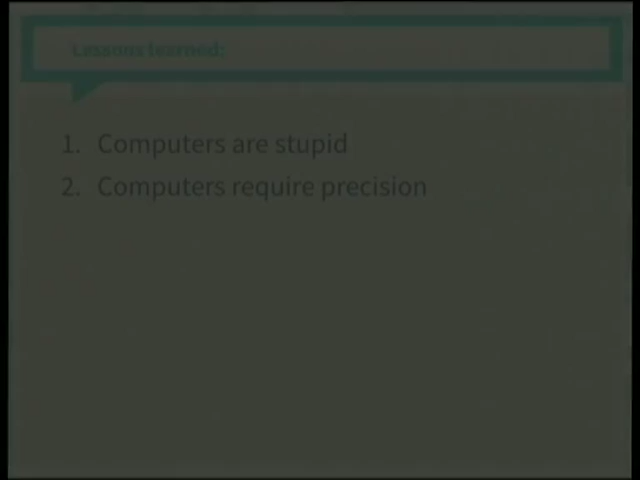 Lessons learned:
1. Computers are stupid
2. Computers require precision